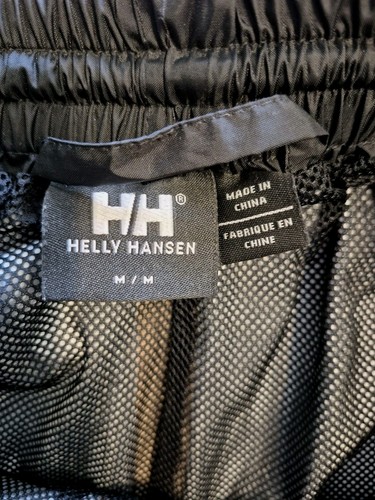 HH®
HELLY HANSEN
M / M
MADE IN
CHINA
FABRIQUE EN
CHINE